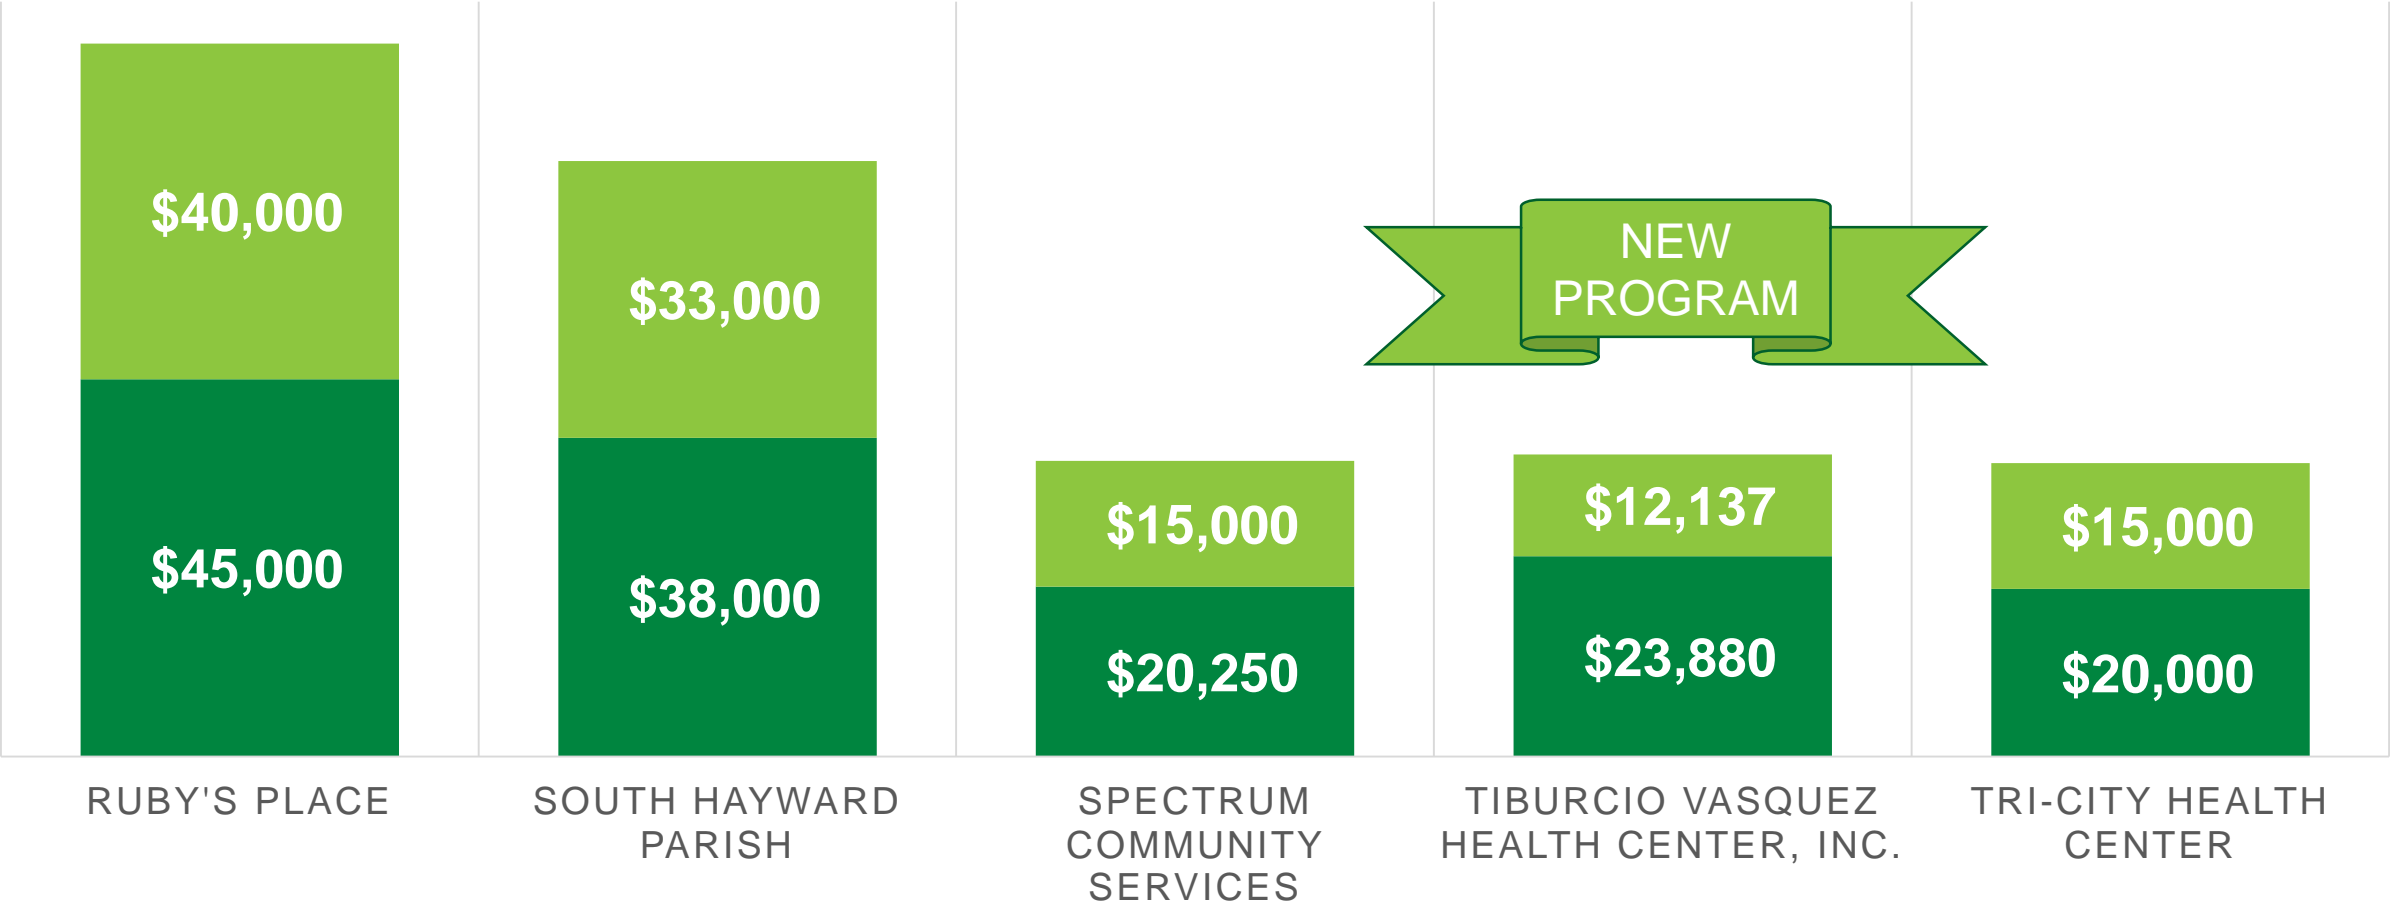 $40,000
$45,000
$33,000
$38,000
$15,000
$20,250
NEW
PROGRAM
$12,137
$23,880
$15,000
$20,000
RUBY'S PLACE
SOUTH HAYWARD
PARISH
SPECTRUM
COMMUNITY
SERVICES
TIBURCIO VASQUEZ
HEALTH CENTER, INC.
TRI-CITY HEALTH
CENTER